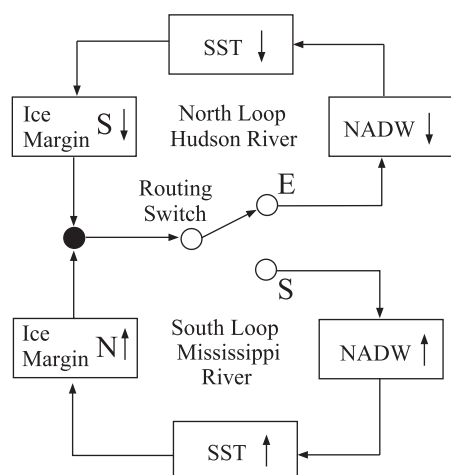 SST ↓
Ice
Margin S ↓
North Loop
Hudson River
NADW ↓
Routing
Switch
E
S
Ice
Margin N ↑
South Loop
Mississippi
River
NADW ↑
SST ↑